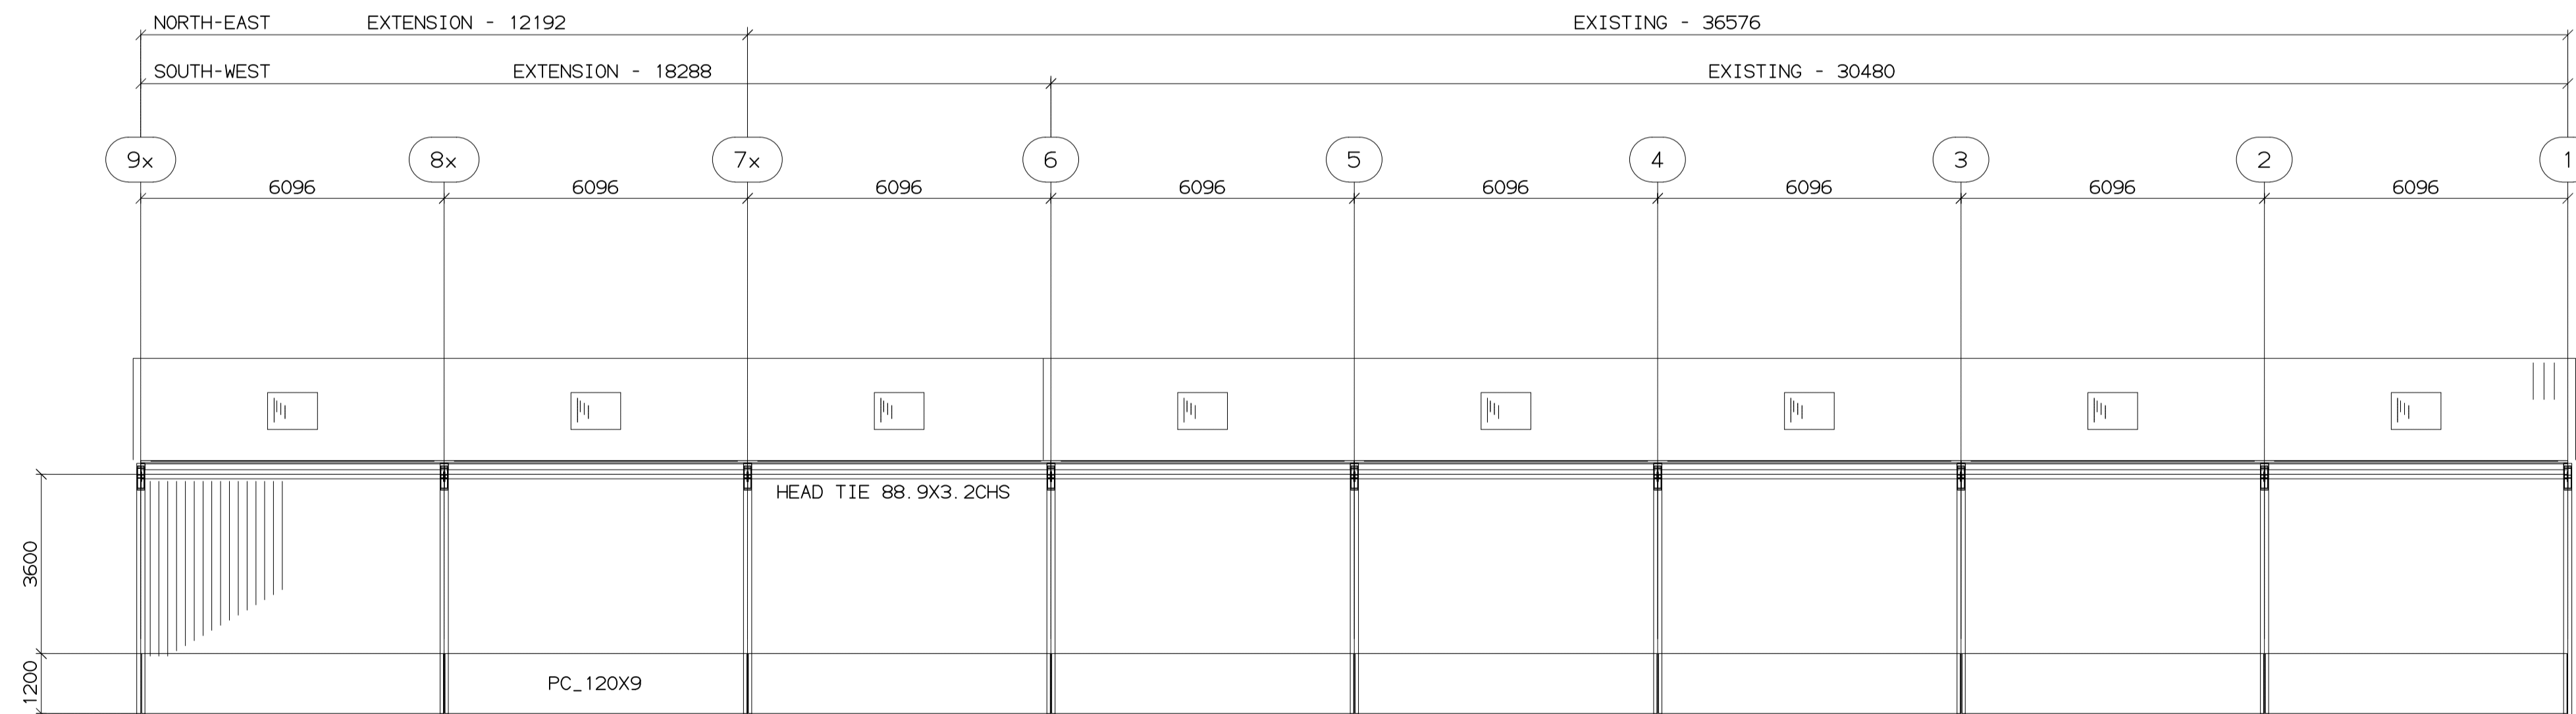 NORTH-EAST EXTENSION - 12192 EXISTING - 36576
SOUTH-WEST EXTENSION - 18288 EXISTING - 30480
9x 8x 7x 6 5 4 3 2 1
6096 6096 6096 6096 6096 6096 6096 6096
HEAD TIE 88.9X3.2CHS
3600
PC_120X9
1200